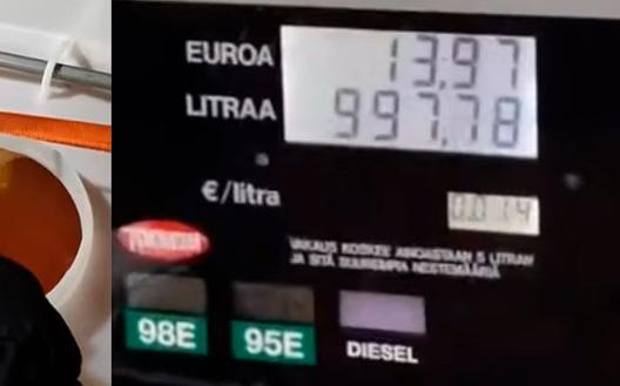 EUROA 13.97
LITRAA 997.78
€/litra 0.014
TOKHEIM
VAKAUS KOSKEE AINOASTAAN 5 LITRAN
JA SITÄ SUUREMPIA NESTEMÄÄRIÄ
98E 95E DIESEL